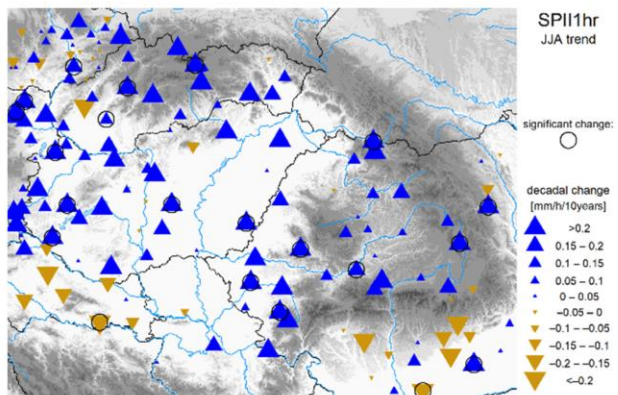 SPII1hr
JJA trend
significant change:
decadal change
[mm/h/10years]
>0.2
0.15 – 0.2
0.1 – 0.15
0.05 – 0.1
0 – 0.05
−0.05 – 0
−0.1 – −0.05
−0.15 – −0.1
−0.2 – −0.15
<−0.2